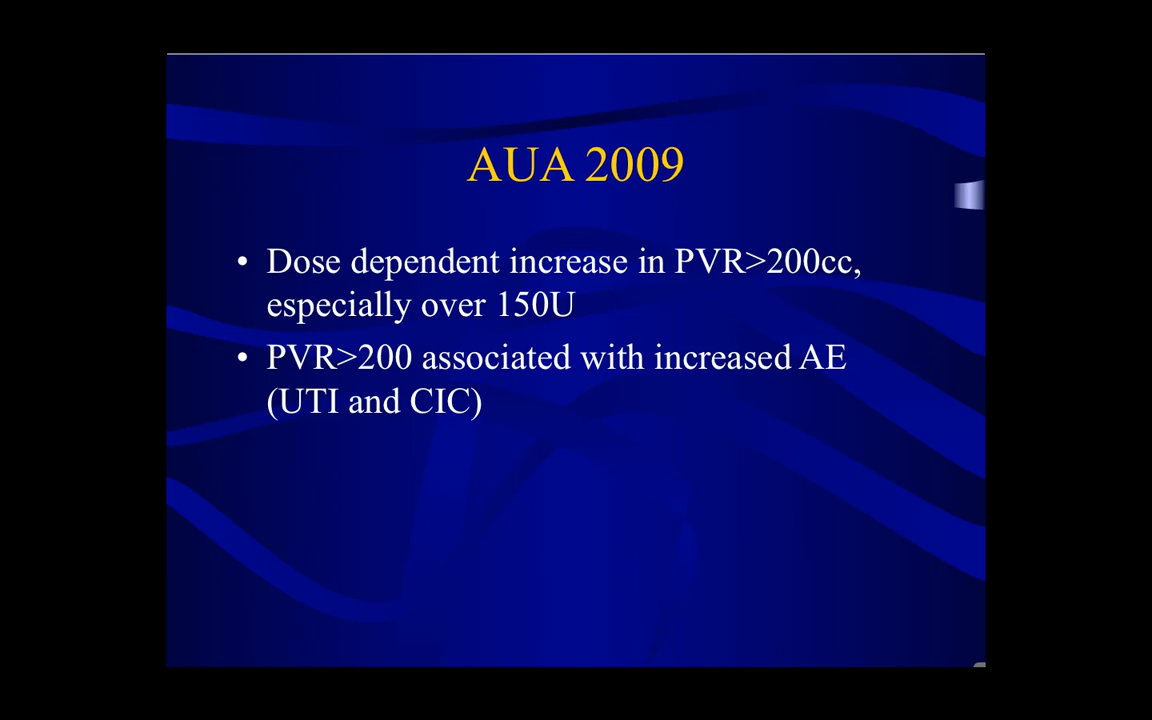 AUA 2009
• Dose dependent increase in PVR>200cc,
especially over 150U
• PVR>200 associated with increased AE
(UTI and CIC)